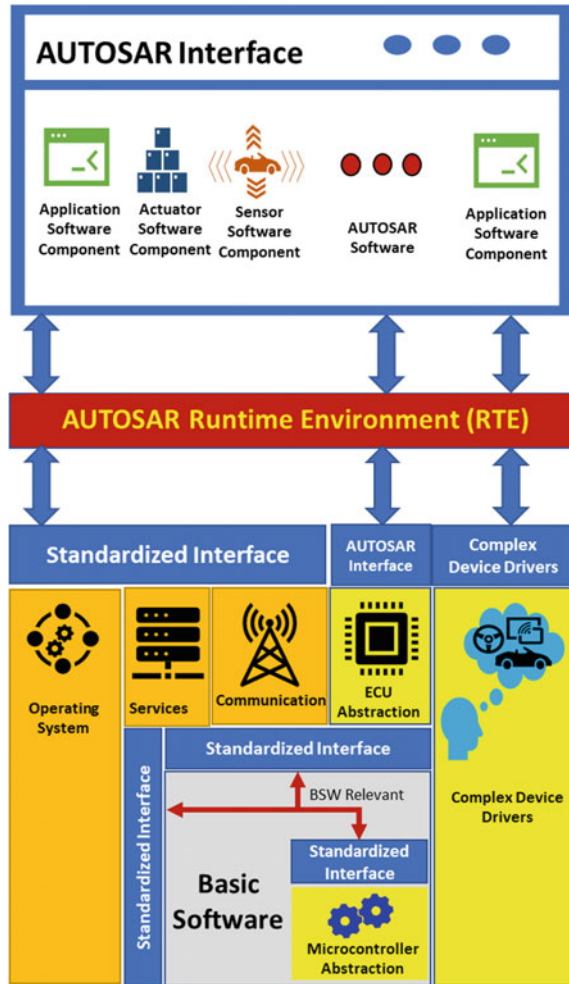 AUTOSAR Interface
Application
Software
Component
Actuator
Software
Component
Sensor
Software
Component
AUTOSAR
Software
Application
Software
Component
AUTOSAR Runtime Environment (RTE)
Standardized Interface
AUTOSAR
Interface
Complex
Device Drivers
Operating
System
Services
Communication
ECU
Abstraction
Complex Device
Drivers
Standardized Interface
Standardized Interface
BSW Relevant
Basic
Software
Standardized
Interface
Microcontroller
Abstraction